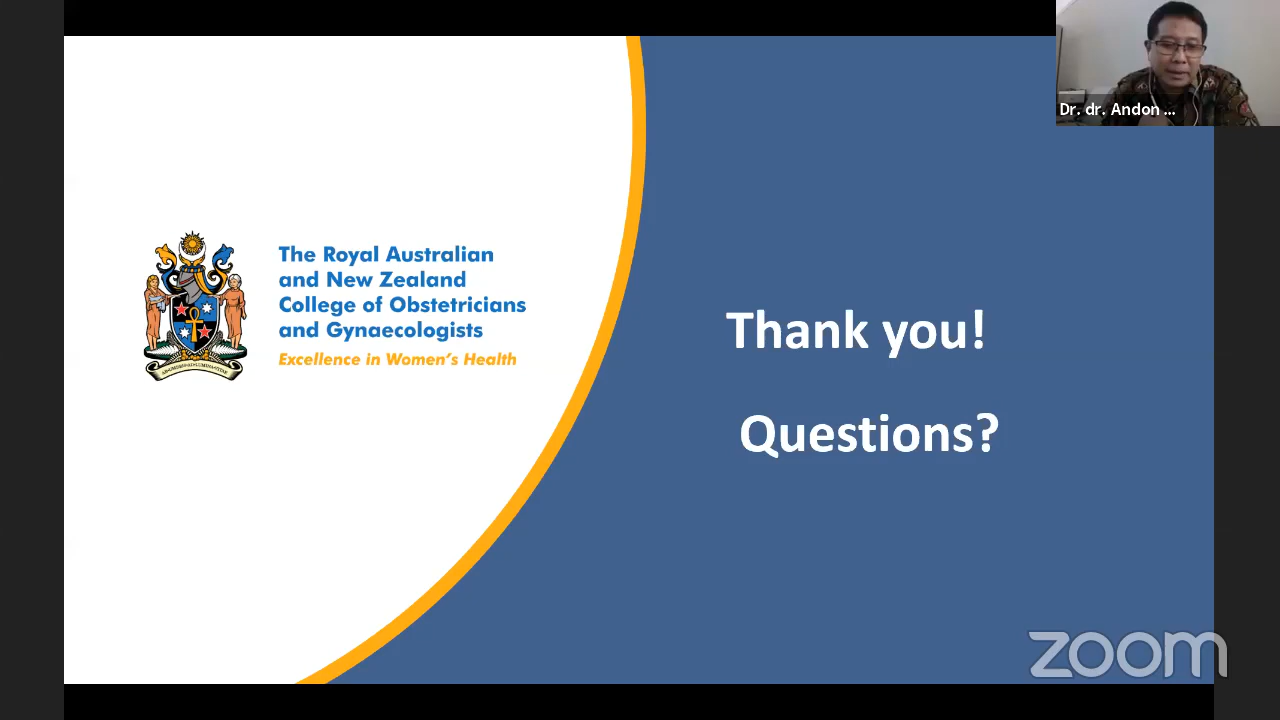 Dr. dr. Andon ...
The Royal Australian
and New Zealand
College of Obstetricians
and Gynaecologists
Excellence in Women's Health
Thank you!
Questions?
zoom